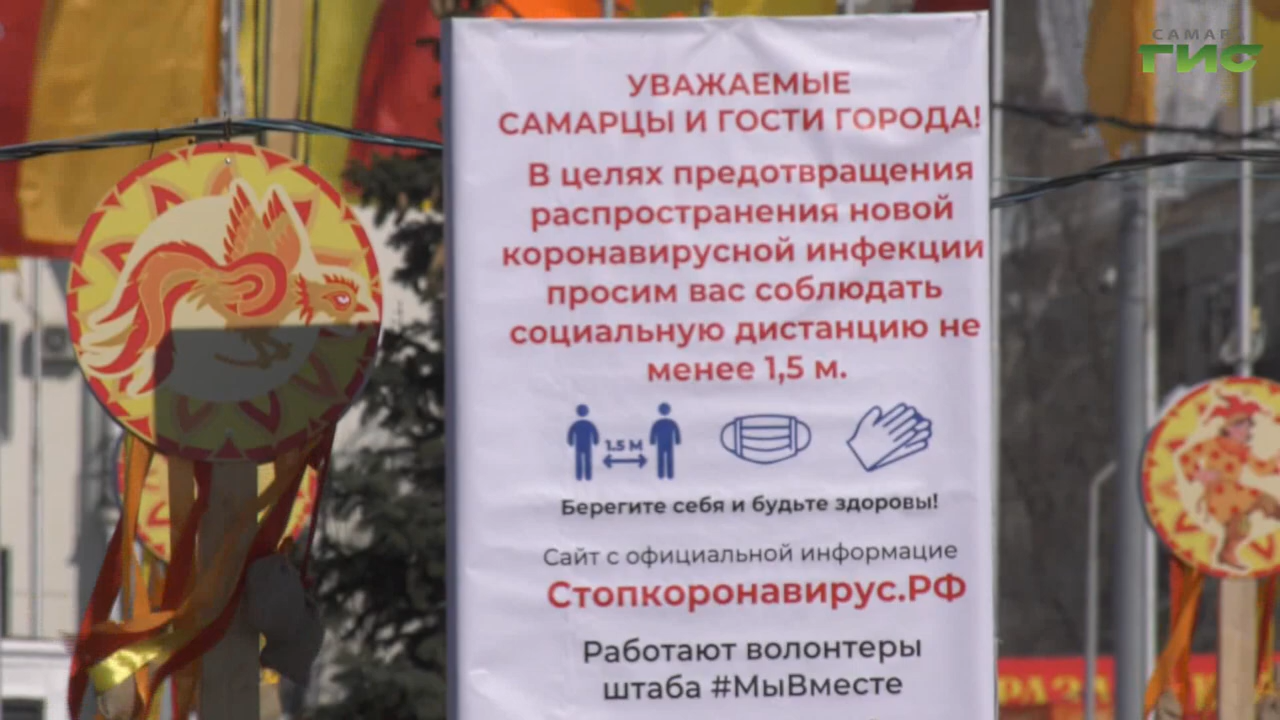 САМАРА
ГИС
УВАЖАЕМЫЕ
САМАРЦЫ И ГОСТИ ГОРОДА!
В целях предотвращения
распространения новой
коронавирусной инфекции
просим вас соблюдать
социальную дистанцию не
менее 1,5 м.
1.5 М
Берегите себя и будьте здоровы!
Сайт с официальной информацие
Стопкоронавирус.РФ
Работают волонтеры
штаба #МыВместе